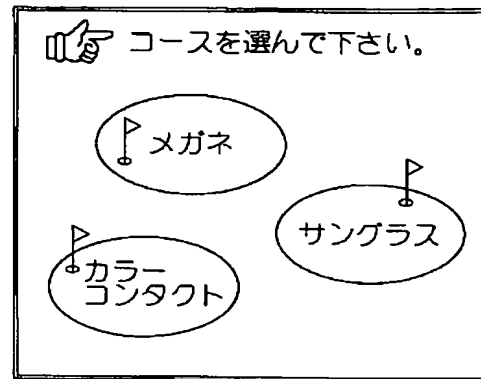 コースを選んで下さい。
メガネ
サングラス
カラー
コンタクト